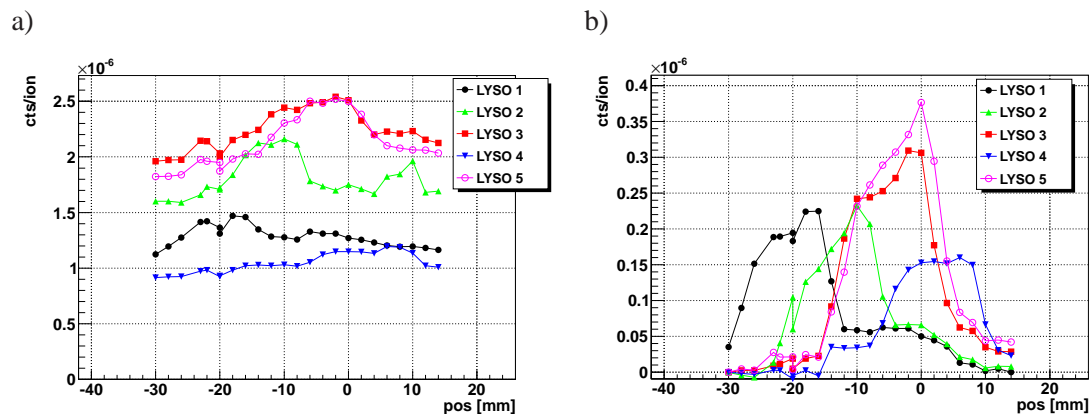 a)
×10⁻⁶
cts/ion
2.5
2
1.5
1
0.5
0
-40 -30 -20 -10 0 10 20
pos [mm]
LYSO 1
LYSO 2
LYSO 3
LYSO 4
LYSO 5
b)
×10⁻⁶
cts/ion
0.4
0.35
0.3
0.25
0.2
0.15
0.1
0.05
0
-40 -30 -20 -10 0 10 20
pos [mm]
LYSO 1
LYSO 2
LYSO 3
LYSO 4
LYSO 5